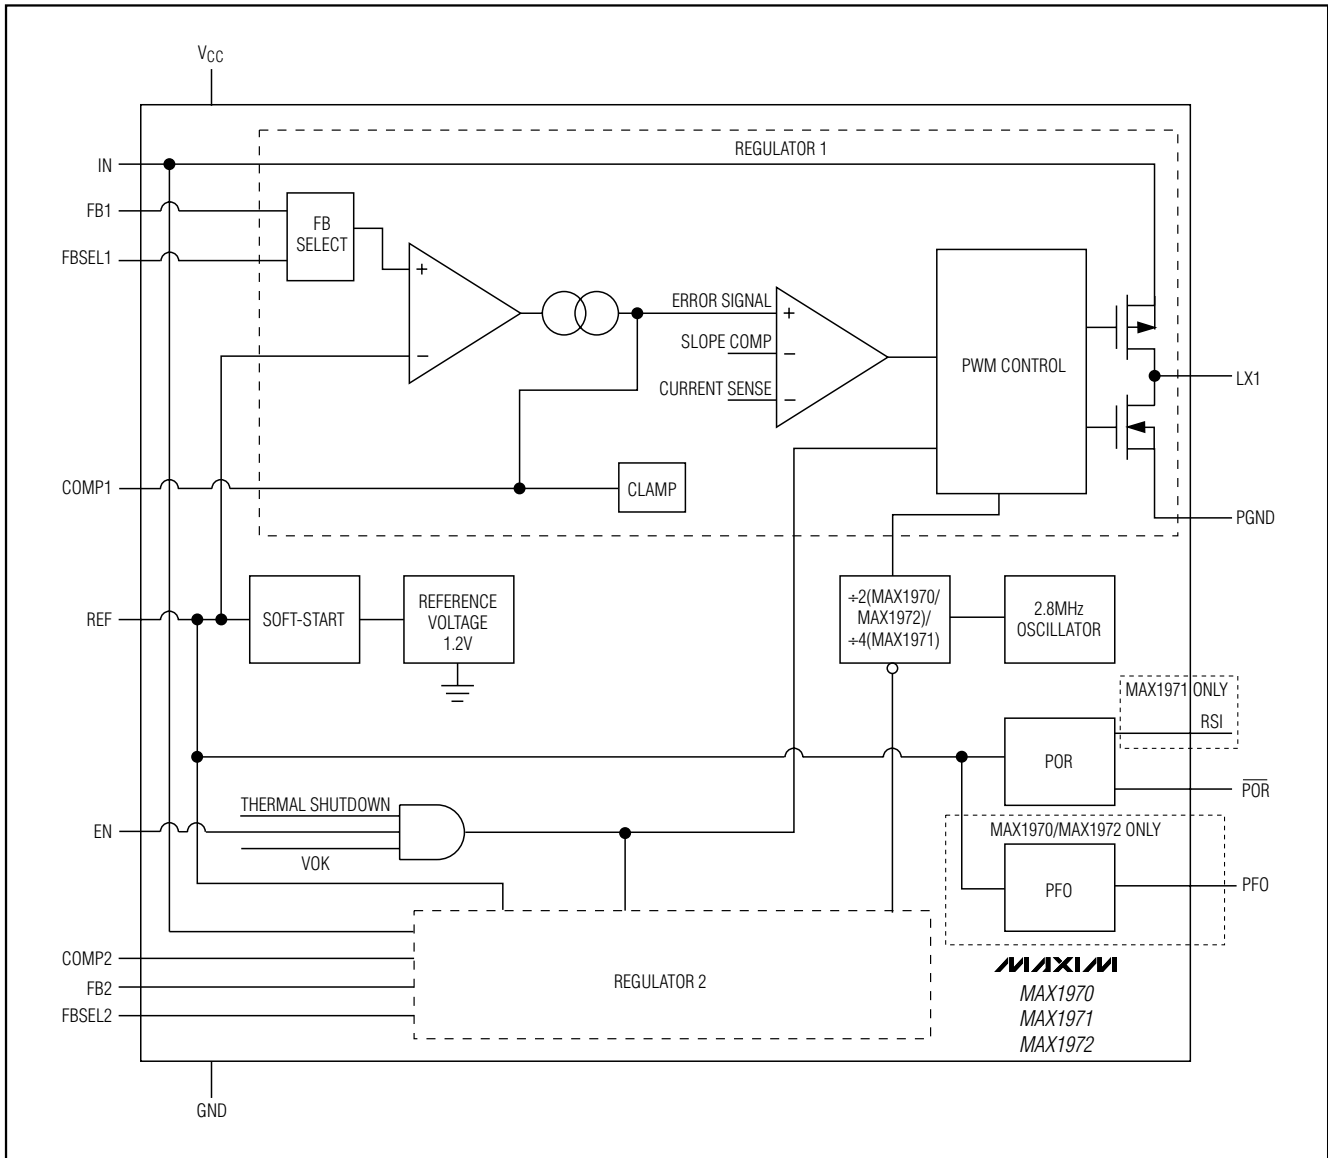 VCC
IN
REGULATOR 1
FB1
FB
SELECT
FBSEL1
+
−
ERROR SIGNAL
+
SLOPE COMP
−
CURRENT SENSE
−
PWM CONTROL
LX1
COMP1
CLAMP
PGND
REF
SOFT-START
REFERENCE
VOLTAGE
1.2V
÷2(MAX1970/
MAX1972)/
÷4(MAX1971)
2.8MHz
OSCILLATOR
MAX1971 ONLY
RSI
POR
POR
THERMAL SHUTDOWN
EN
VOK
MAX1970/MAX1972 ONLY
PFO
PFO
COMP2
FB2
FBSEL2
REGULATOR 2
MAXIM
MAX1970
MAX1971
MAX1972
GND